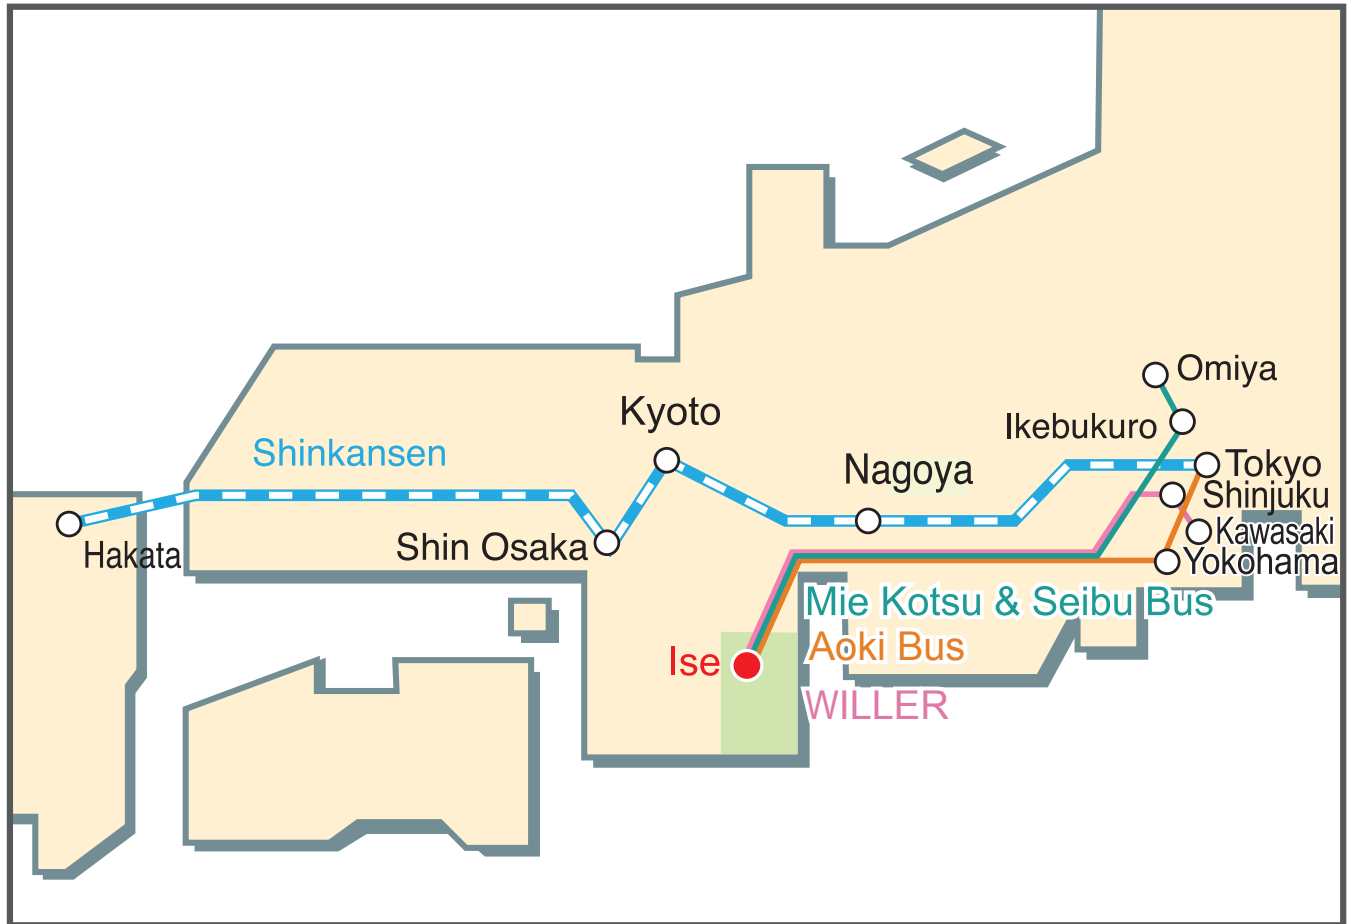 Omiya
Kyoto
Ikebukuro
Shinkansen
Nagoya
Tokyo
Shinjuku
Kawasaki
Hakata
Shin Osaka
Yokohama
Mie Kotsu & Seibu Bus
Aoki Bus
Ise
WILLER